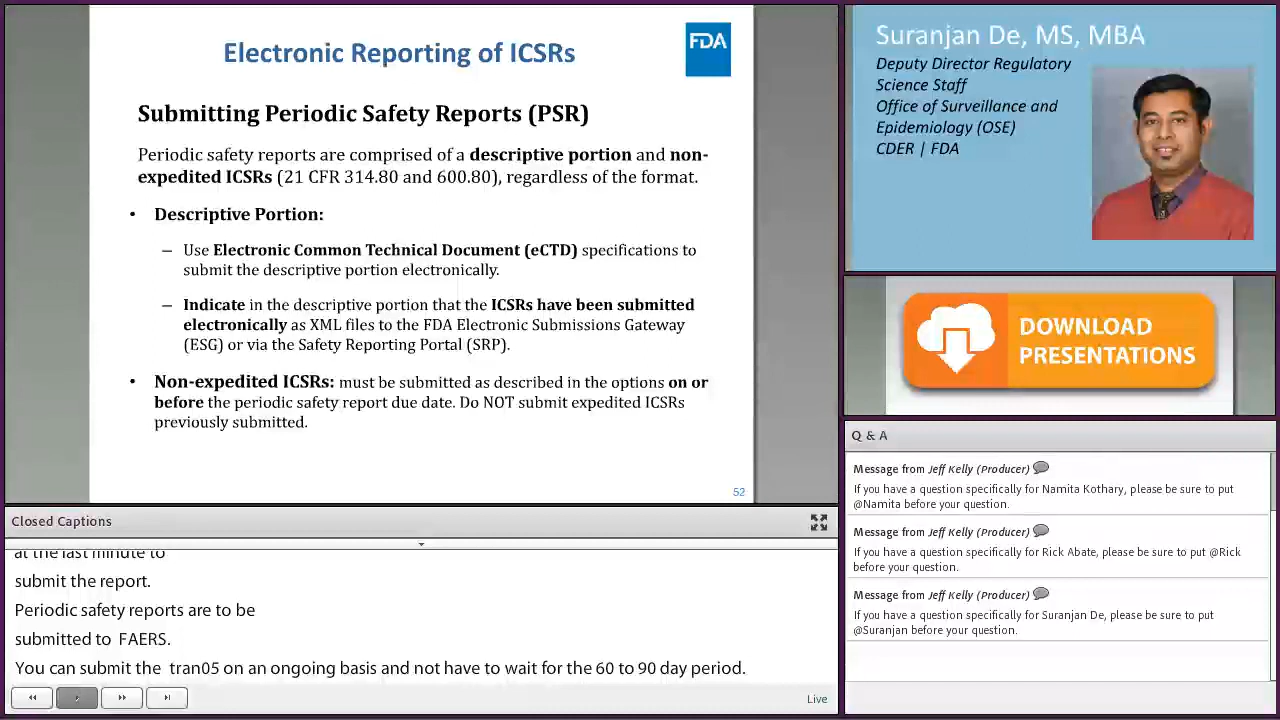 Electronic Reporting of ICSRs
FDA
Submitting Periodic Safety Reports (PSR)
Periodic safety reports are comprised of a descriptive portion and non-
expedited ICSRs (21 CFR 314.80 and 600.80), regardless of the format.
• Descriptive Portion:
– Use Electronic Common Technical Document (eCTD) specifications to
submit the descriptive portion electronically.
– Indicate in the descriptive portion that the ICSRs have been submitted
electronically as XML files to the FDA Electronic Submissions Gateway
(ESG) or via the Safety Reporting Portal (SRP).
• Non-expedited ICSRs: must be submitted as described in the options on or
before the periodic safety report due date. Do NOT submit expedited ICSRs
previously submitted.
52
Closed Captions
at the last minute to
submit the report.
Periodic safety reports are to be
submitted to  FAERS.
You can submit the  tran05 on an ongoing basis and not have to wait for the 60 to 90 day period.
Live
Suranjan De, MS, MBA
Deputy Director Regulatory
Science Staff
Office of Surveillance and
Epidemiology (OSE)
CDER | FDA
DOWNLOAD
PRESENTATIONS
Q & A
Message from Jeff Kelly (Producer)
If you have a question specifically for Namita Kothary, please be sure to put
@Namita before your question.
Message from Jeff Kelly (Producer)
If you have a question specifically for Rick Abate, please be sure to put @Rick
before your question.
Message from Jeff Kelly (Producer)
If you have a question specifically for Suranjan De, please be sure to put
@Suranjan before your question.